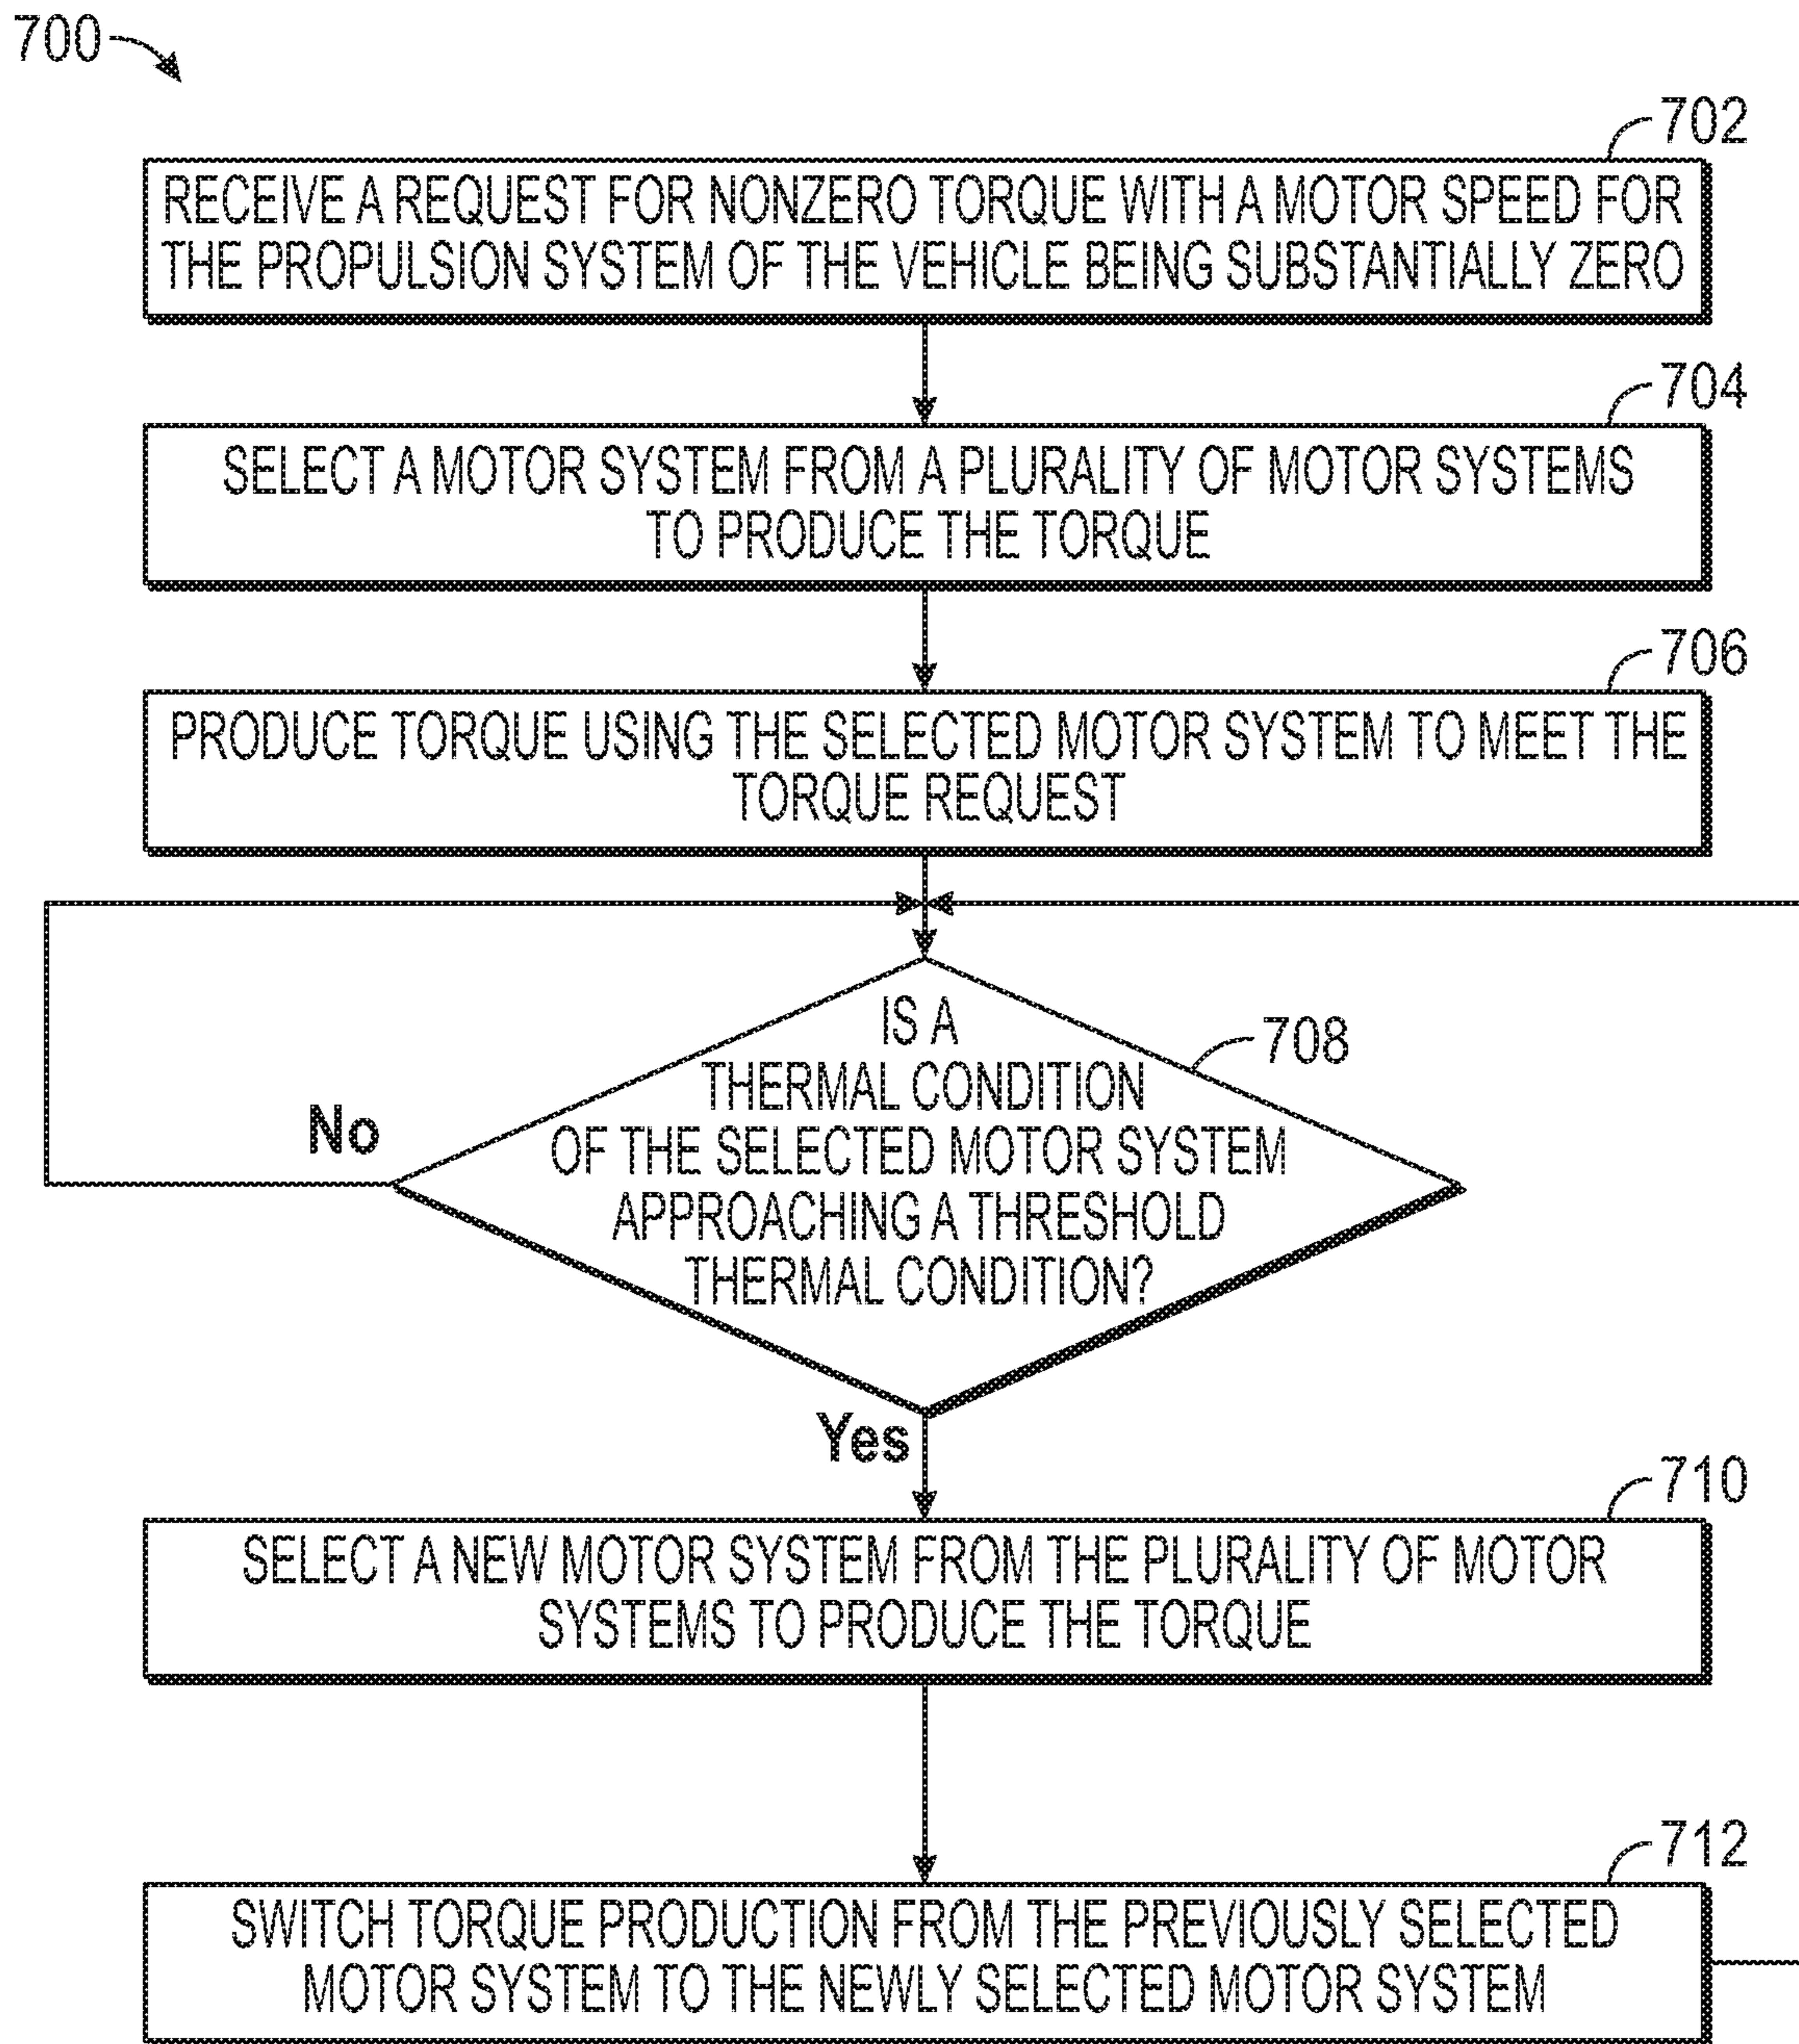 700
702
RECEIVE A REQUEST FOR NONZERO TORQUE WITH A MOTOR SPEED FOR
THE PROPULSION SYSTEM OF THE VEHICLE BEING SUBSTANTIALLY ZERO
704
SELECT A MOTOR SYSTEM FROM A PLURALITY OF MOTOR SYSTEMS
TO PRODUCE THE TORQUE
706
PRODUCE TORQUE USING THE SELECTED MOTOR SYSTEM TO MEET THE
TORQUE REQUEST
IS A
708
THERMAL CONDITION
OF THE SELECTED MOTOR SYSTEM
APPROACHING A THRESHOLD
THERMAL CONDITION?
No
Yes
710
SELECT A NEW MOTOR SYSTEM FROM THE PLURALITY OF MOTOR
SYSTEMS TO PRODUCE THE TORQUE
712
SWITCH TORQUE PRODUCTION FROM THE PREVIOUSLY SELECTED
MOTOR SYSTEM TO THE NEWLY SELECTED MOTOR SYSTEM